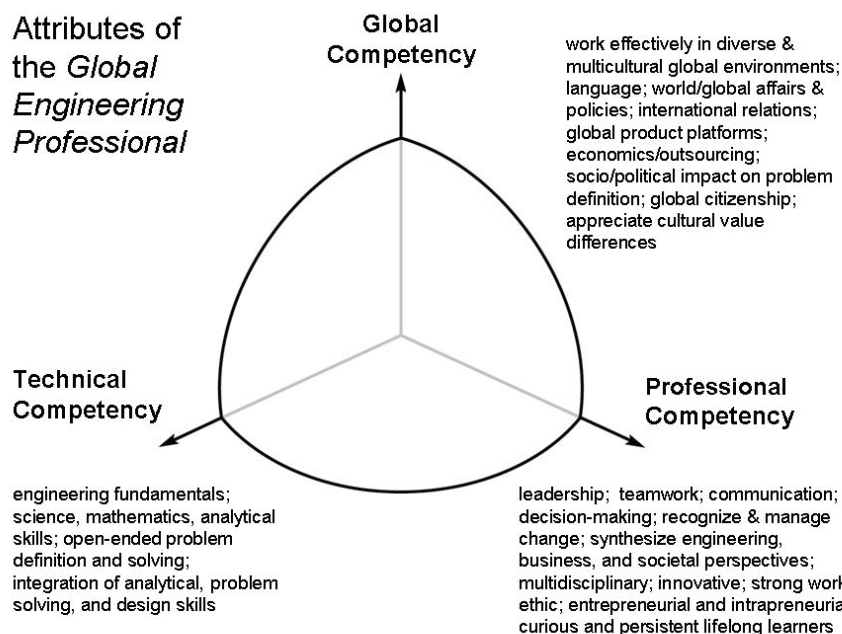 Attributes of
the Global
Engineering
Professional
Global
Competency
work effectively in diverse &
multicultural global environments;
language; world/global affairs &
policies; international relations;
global product platforms;
economics/outsourcing;
socio/political impact on problem
definition; global citizenship;
appreciate cultural value
differences
Technical
Competency
engineering fundamentals;
science, mathematics, analytical
skills; open-ended problem
definition and solving;
integration of analytical, problem
solving, and design skills
Professional
Competency
leadership; teamwork; communication;
decision-making; recognize & manage
change; synthesize engineering,
business, and societal perspectives;
multidisciplinary; innovative; strong work
ethic; entrepreneurial and intrapreneuria
curious and persistent lifelong learners